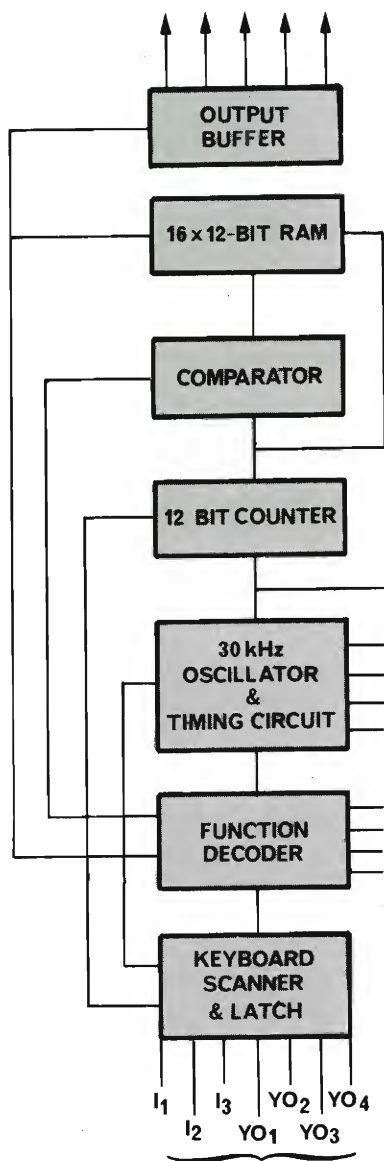 OUTPUT
BUFFER
16 x 12-BIT RAM
COMPARATOR
12 BIT COUNTER
30 kHz
OSCILLATOR
&
TIMING CIRCUIT
FUNCTION
DECODER
KEYBOARD
SCANNER
& LATCH
I1 I2 I3 YO1 YO2 YO3 YO4